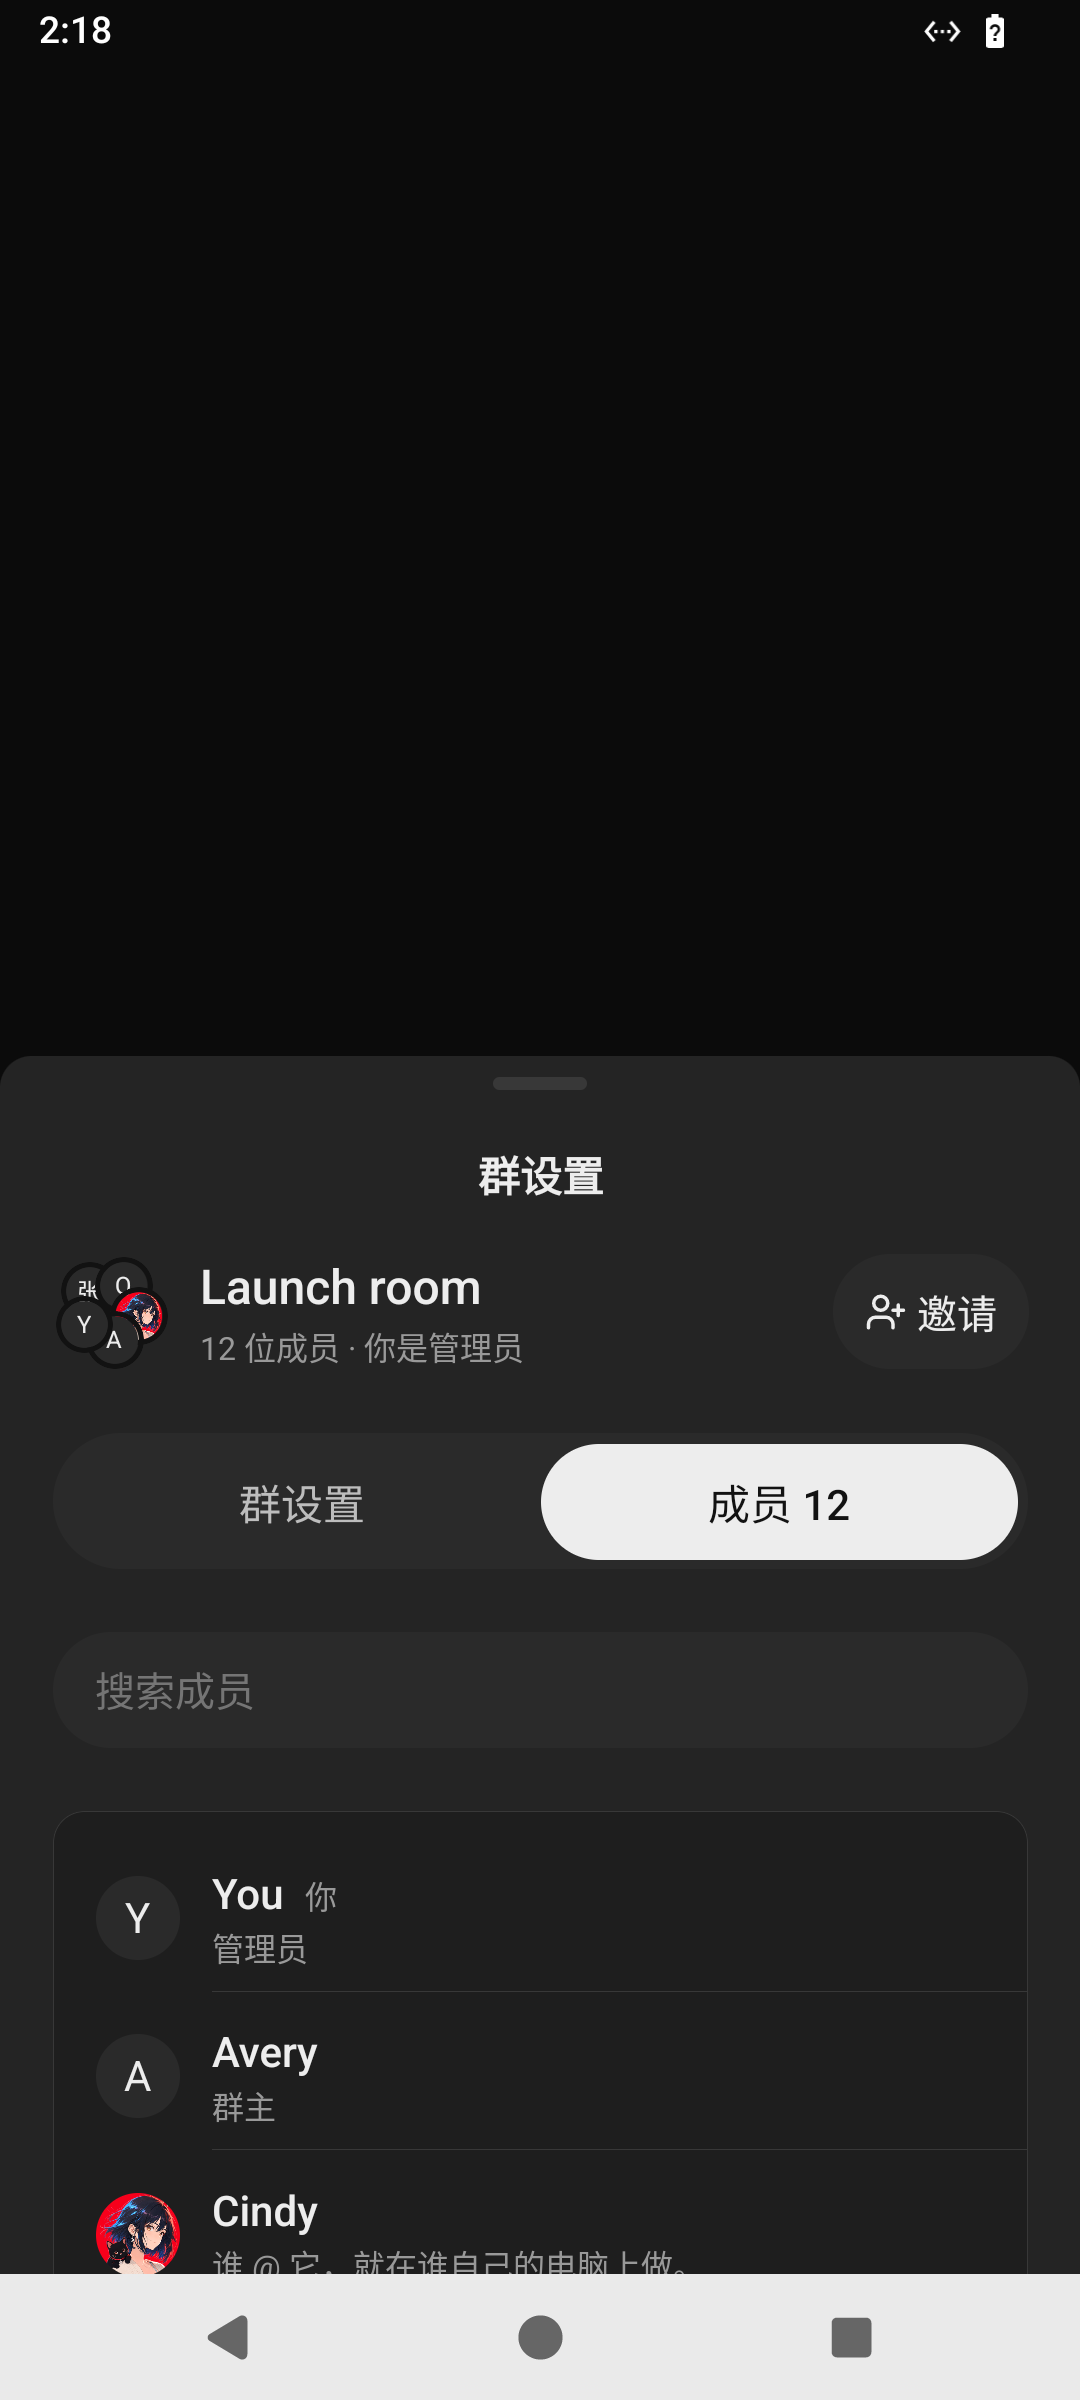 2:18
群设置
张
Q
Y
A
Launch room
12 位成员 · 你是管理员
邀请
群设置
成员 12
搜索成员
Y
You 你
管理员
A
Avery
群主
Cindy
谁 @ 它，就在谁自己的电脑上做。